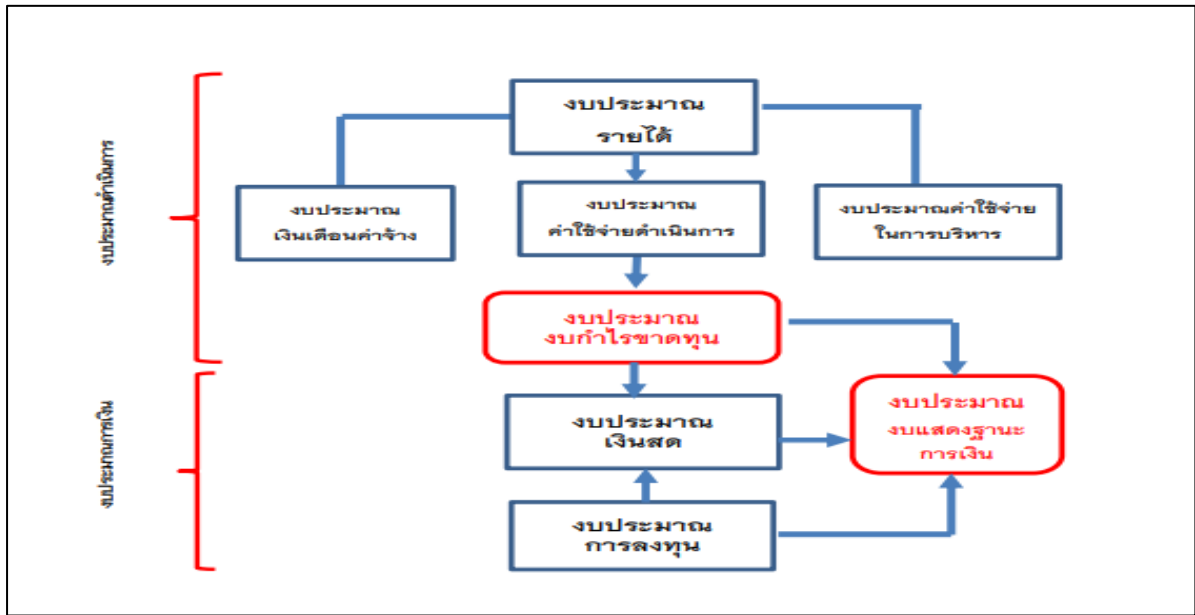 งบประมาณดำเนินการ
งบประมาณ
รายได้
งบประมาณ
เงินเดือนค่าจ้าง
งบประมาณ
ค่าใช้จ่ายดำเนินการ
งบประมาณค่าใช้จ่าย
ในการบริหาร
งบประมาณ
งบกำไรขาดทุน
งบประมาณการเงิน
งบประมาณ
เงินสด
งบประมาณ
งบแสดงฐานะ
การเงิน
งบประมาณ
การลงทุน